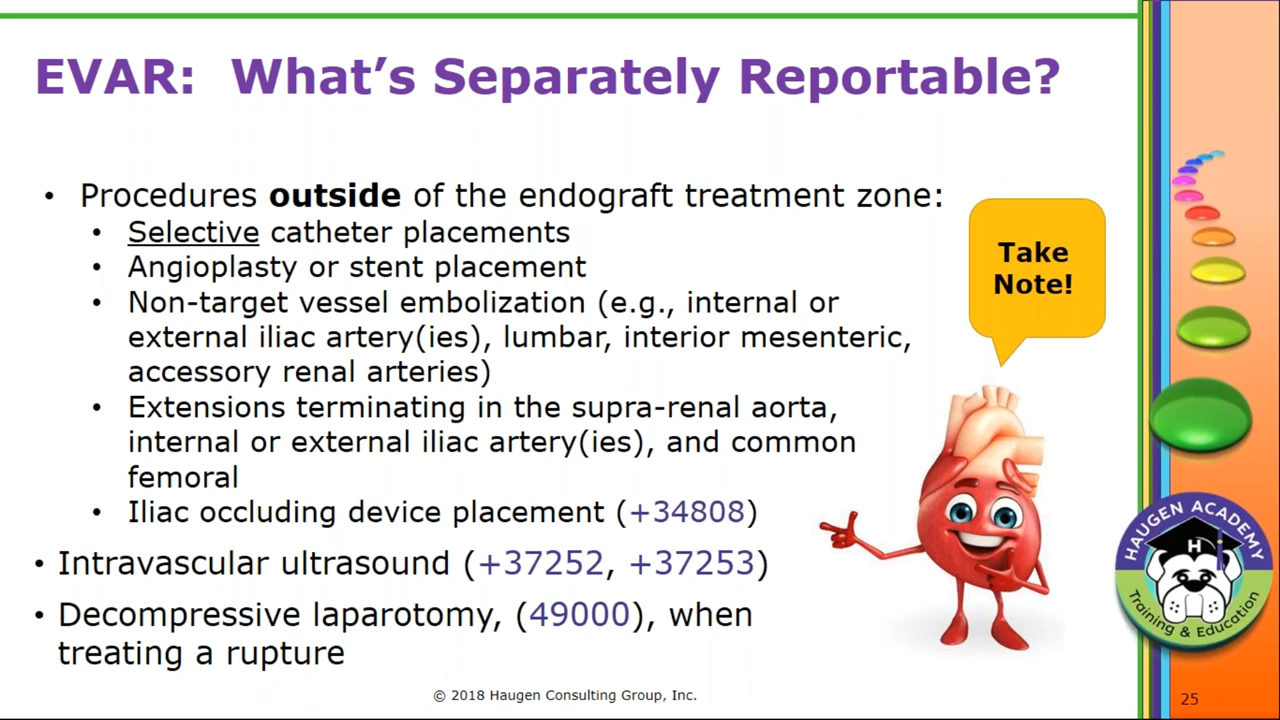 EVAR: What's Separately Reportable?
• Procedures outside of the endograft treatment zone:
• Selective catheter placements
• Angioplasty or stent placement
• Non-target vessel embolization (e.g., internal or
external iliac artery(ies), lumbar, interior mesenteric,
accessory renal arteries)
• Extensions terminating in the supra-renal aorta,
internal or external iliac artery(ies), and common
femoral
• Iliac occluding device placement (+34808)
• Intravascular ultrasound (+37252, +37253)
• Decompressive laparotomy, (49000), when
treating a rupture
Take
Note!
HAUGEN ACADEMY
H
Training & Education
© 2018 Haugen Consulting Group, Inc.
25